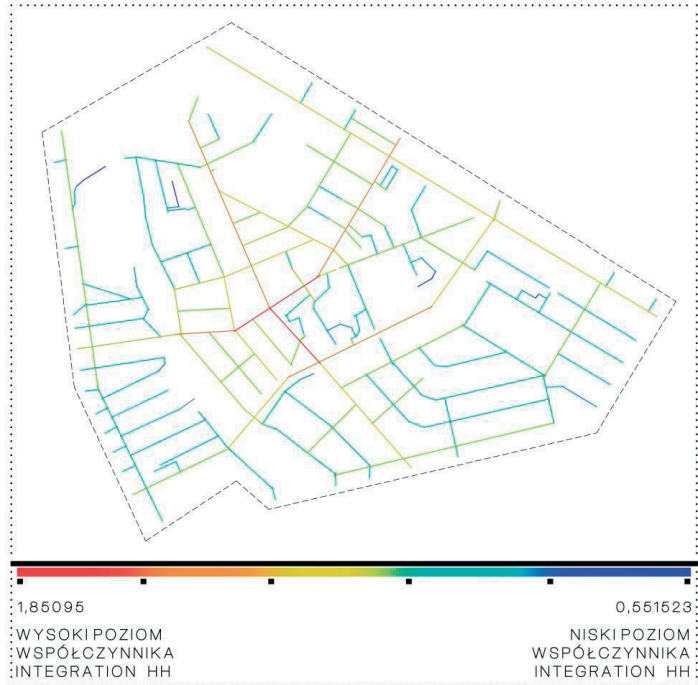 1,85095 0,551523
WYSOKI POZIOM NISKI POZIOM
WSPÓŁCZYNNIKA WSPÓŁCZYNNIKA
INTEGRATION HH INTEGRATION HH